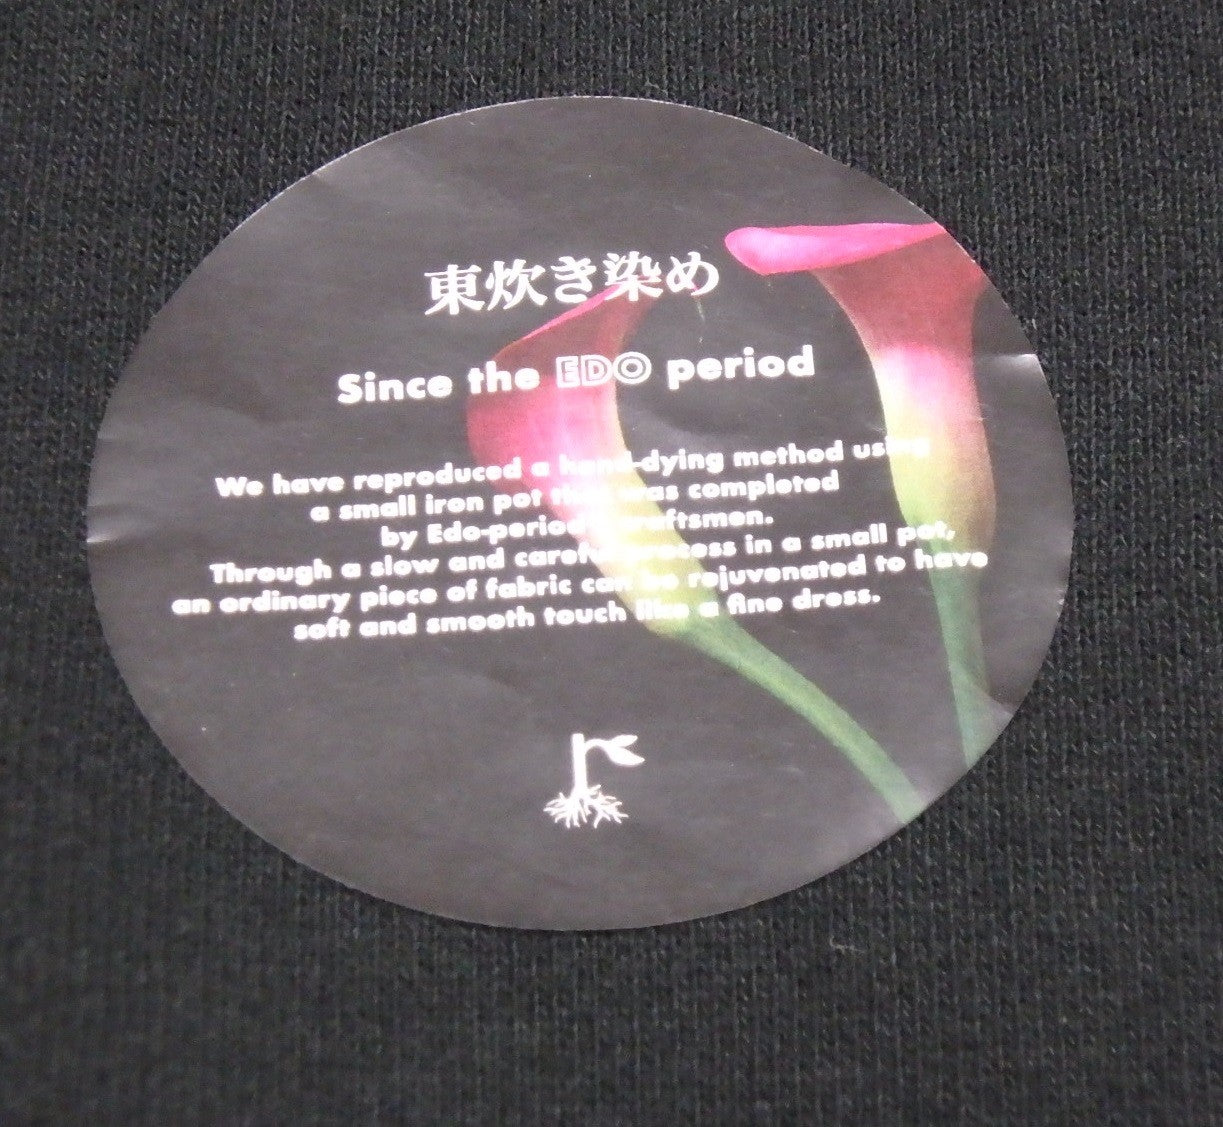 東炊き染め
Since the EDO period
We have reproduced a hand-dying method using
a small iron pot that was completed
by Edo-period craftsmen.
Through a slow and careful process in a small pot,
an ordinary piece of fabric can be rejuvenated to have
soft and smooth touch like a fine dress.